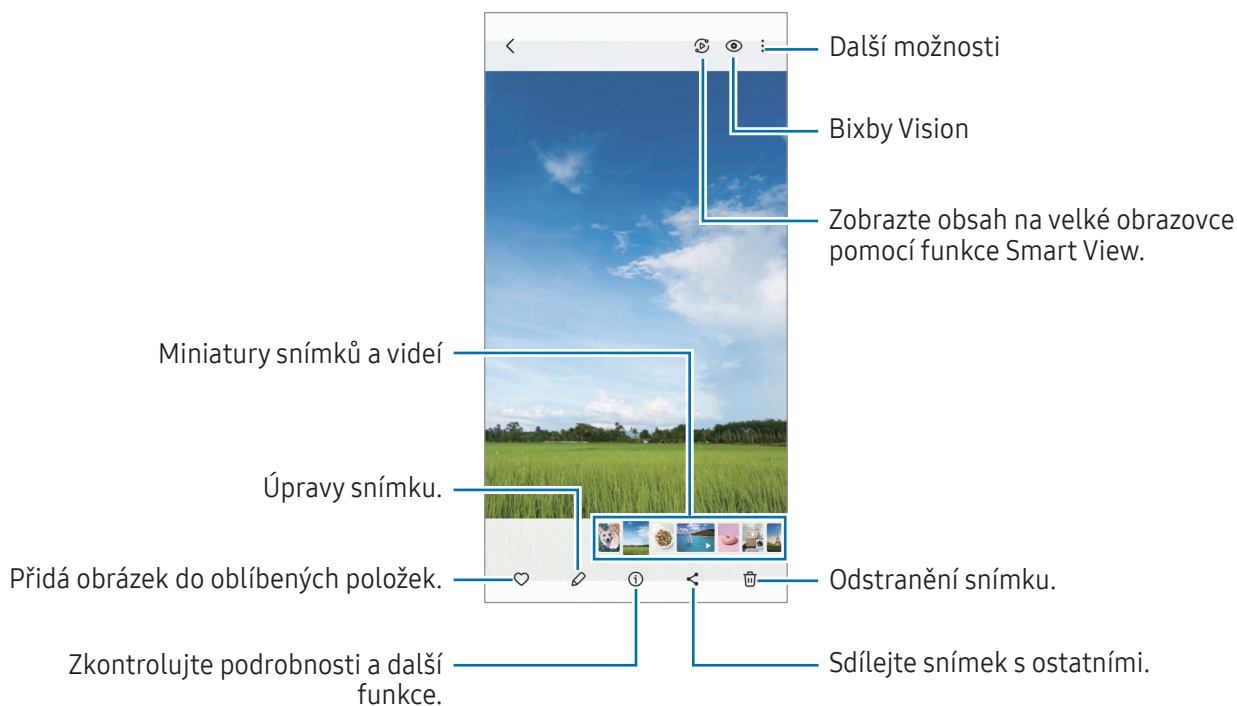 Další možnosti
Bixby Vision
Zobrazte obsah na velké obrazovce
pomocí funkce Smart View.
Miniatury snímků a videí
Úpravy snímku.
Přidá obrázek do oblíbených položek.
Odstranění snímku.
Zkontrolujte podrobnosti a další
funkce.
Sdílejte snímek s ostatními.